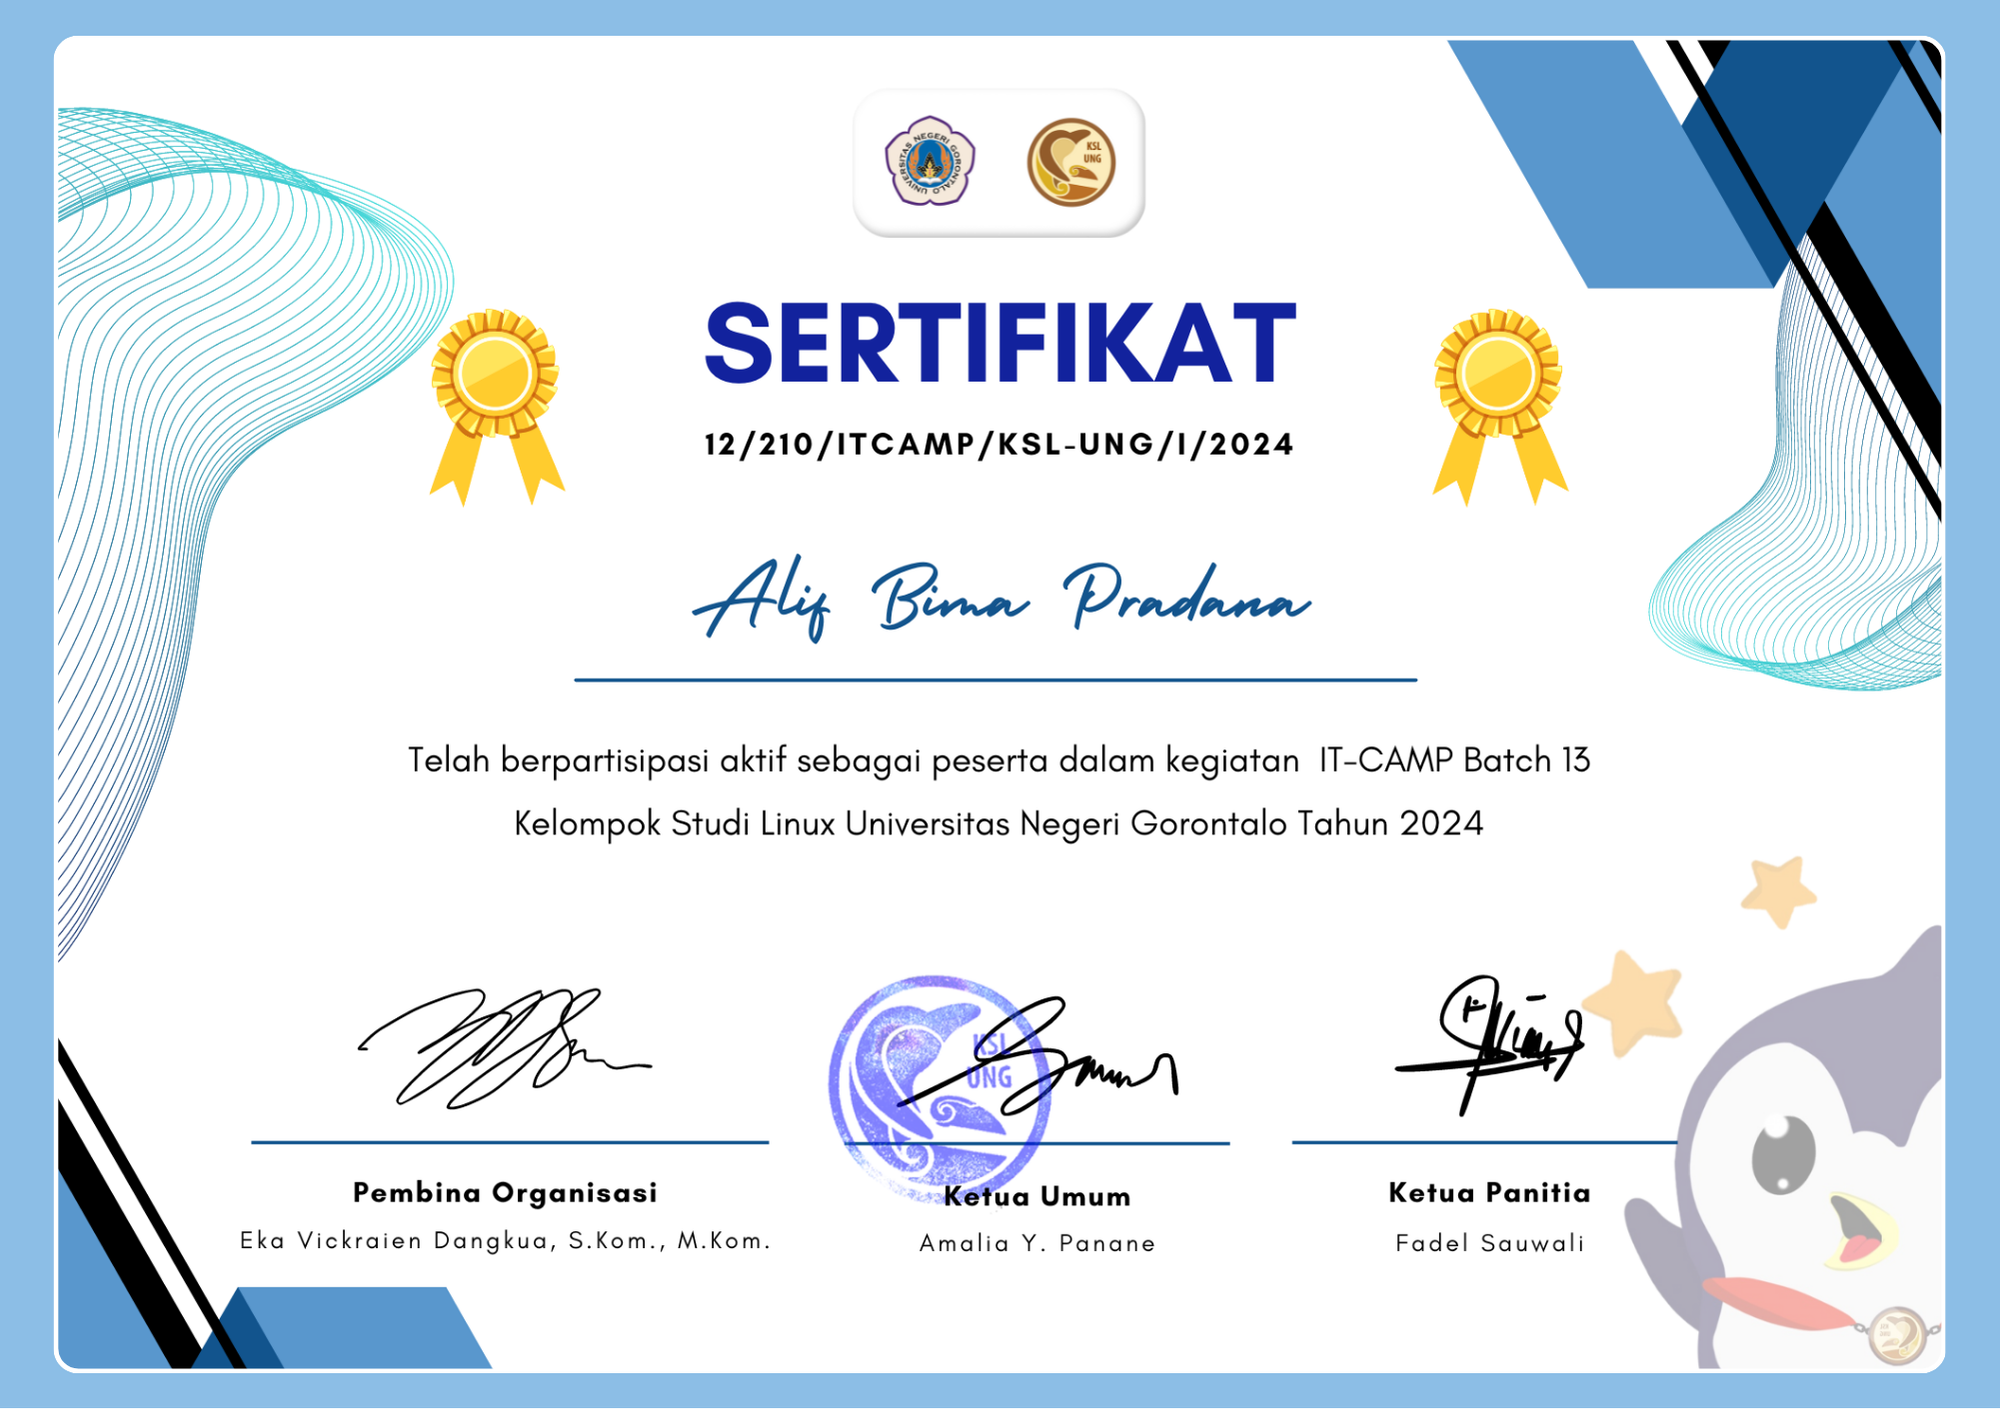 UNIVERSITAS NEGERI GORONTALO
KSL
UNG
SERTIFIKAT
12/210/ITCAMP/KSL-UNG/I/2024
Alif Bima Pradana
Telah berpartisipasi aktif sebagai peserta dalam kegiatan IT-CAMP Batch 13
Kelompok Studi Linux Universitas Negeri Gorontalo Tahun 2024
KSL
UNG
Pembina Organisasi
Ketua Umum
Ketua Panitia
Eka Vickraien Dangkua, S.Kom., M.Kom.
Amalia Y. Panane
Fadel Sauwali
KSL
UNG